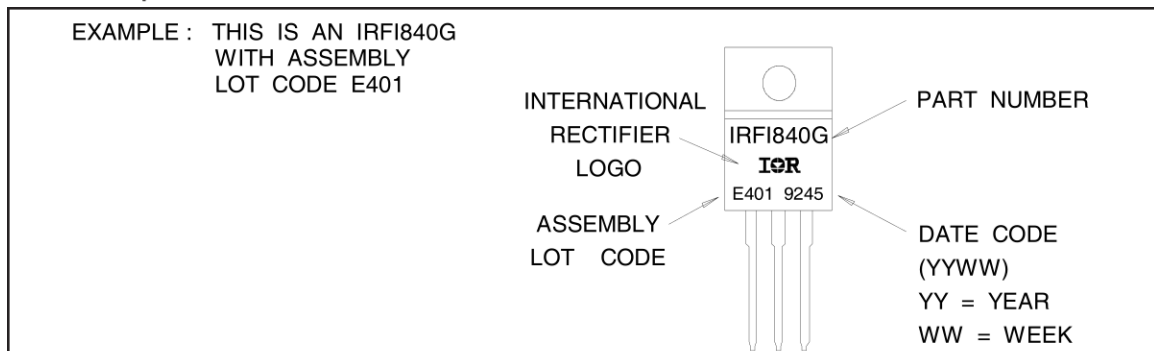 EXAMPLE : THIS IS AN IRFI840G
WITH ASSEMBLY
LOT CODE E401
INTERNATIONAL
RECTIFIER
LOGO
ASSEMBLY
LOT CODE
IRFI840G
IOR
E401 9245
PART NUMBER
DATE CODE
(YYWW)
YY = YEAR
WW = WEEK